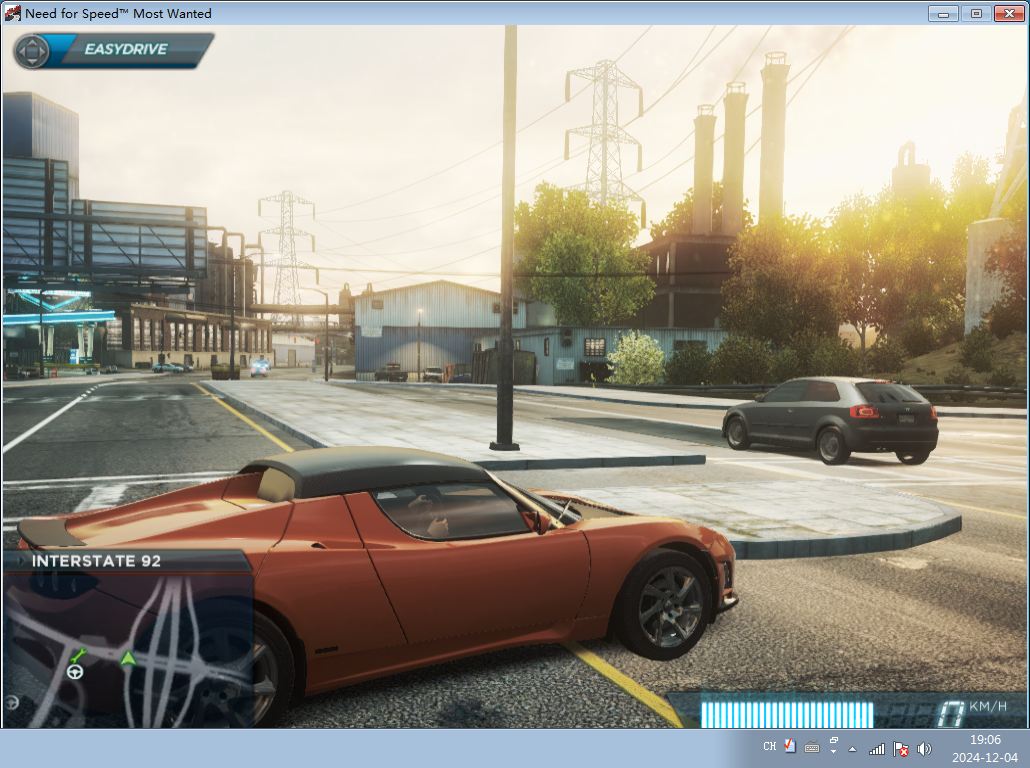 Need for Speed™ Most Wanted
EASYDRIVE
INTERSTATE 92
0 KM/H
CH
19:06
2024-12-04